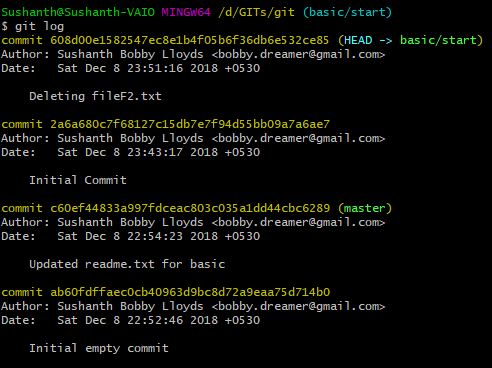 Sushanth@Sushanth-VAIO MINGW64 /d/GITs/git (basic/start)
$ git log
commit 608d00e1582547ec8e1b4f05b6f36db6e532ce85 (HEAD -> basic/start)
Author: Sushanth Bobby Lloyds <bobby.dreamer@gmail.com>
Date:   Sat Dec 8 23:51:16 2018 +0530
    Deleting fileF2.txt
commit 2a6a680c7f68127c15db7e7f94d55bb09a7a6ae7
Author: Sushanth Bobby Lloyds <bobby.dreamer@gmail.com>
Date:   Sat Dec 8 23:43:17 2018 +0530
    Initial Commit
commit c60ef44833a997fdceac803c035a1dd44cbc6289 (master)
Author: Sushanth Bobby Lloyds <bobby.dreamer@gmail.com>
Date:   Sat Dec 8 22:54:23 2018 +0530
    Updated readme.txt for basic
commit ab60fdffaec0cb40963d9bc8d72a9eaa75d714b0
Author: Sushanth Bobby Lloyds <bobby.dreamer@gmail.com>
Date:   Sat Dec 8 22:52:46 2018 +0530
    Initial empty commit